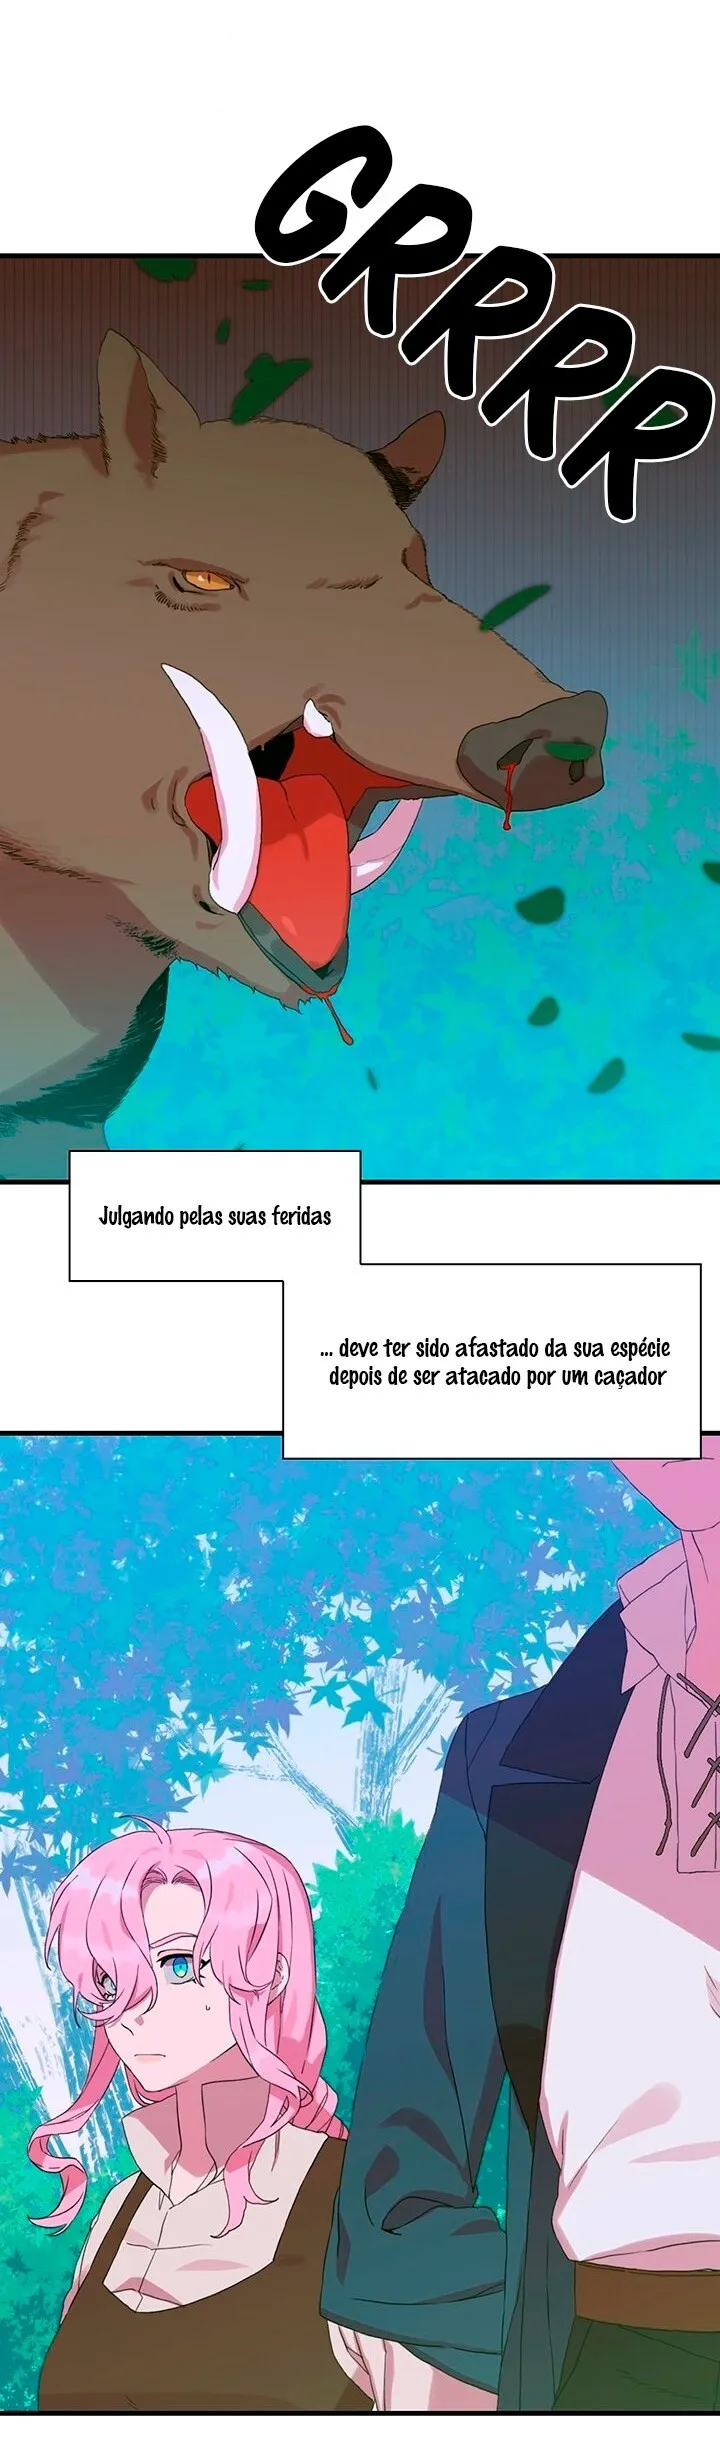 GRRRR
Julgando pelas suas feridas
... deve ter sido afastado da sua espécie
depois de ser atacado por um caçador